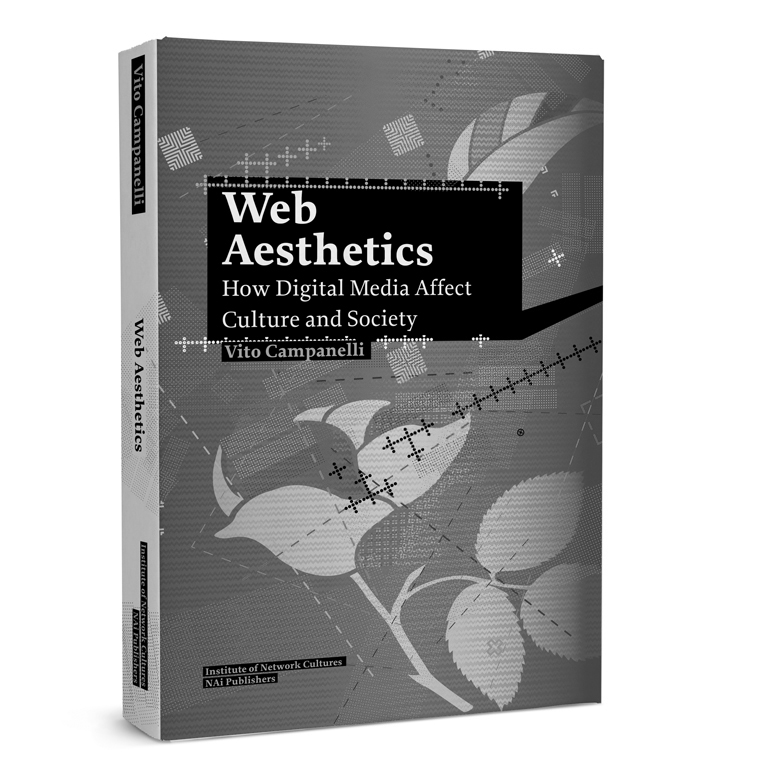 Vito Campanelli
Web Aesthetics
Institute of Network Cultures
NAi Publishers
Web
Aesthetics
How Digital Media Affect
Culture and Society
Vito Campanelli
Institute of Network Cultures
NAi Publishers